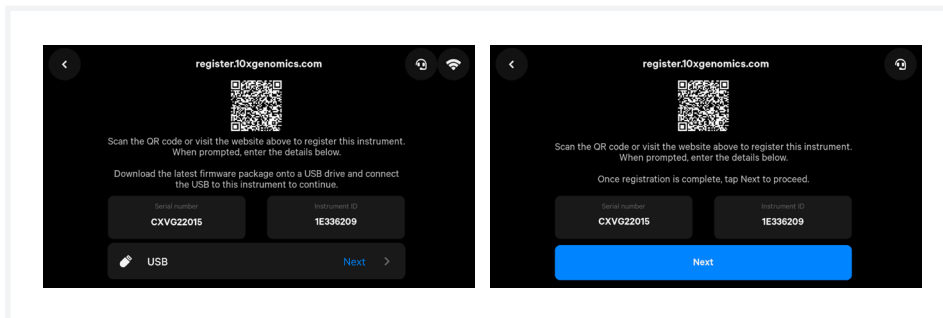 register.10xgenomics.com
Scan the QR code or visit the website above to register this instrument.
When prompted, enter the details below.
Download the latest firmware package onto a USB drive and connect
the USB to this instrument to continue.
Serial number
CXVG22015
Instrument ID
1E336209
USB
Next
register.10xgenomics.com
Scan the QR code or visit the website above to register this instrument.
When prompted, enter the details below.
Once registration is complete, tap Next to proceed.
Serial number
CXVG22015
Instrument ID
1E336209
Next